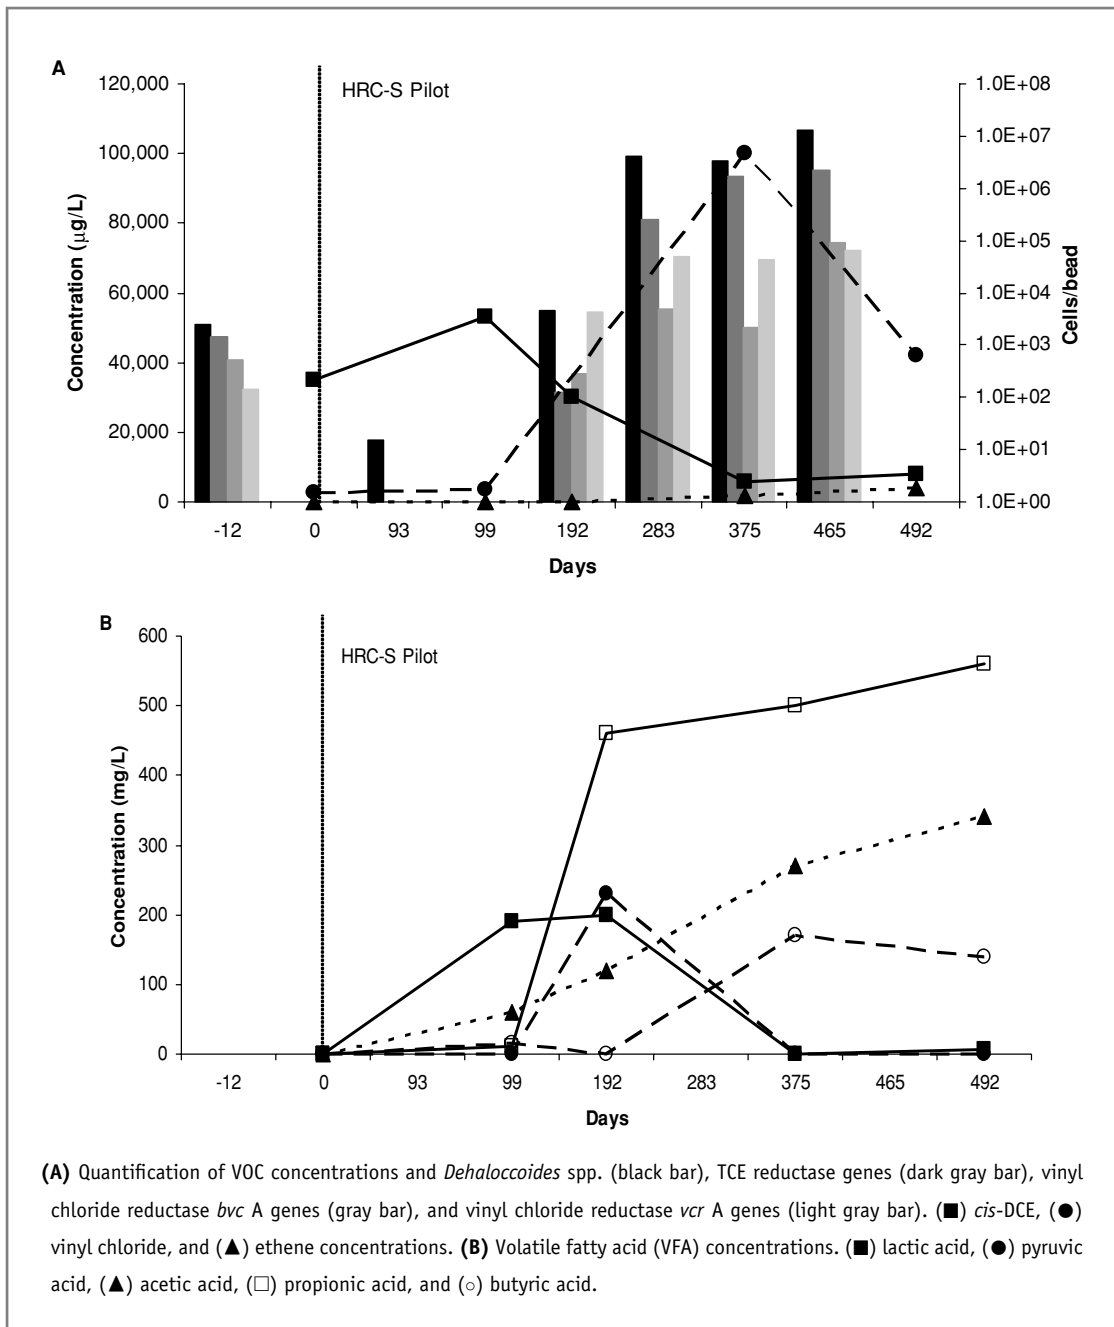 A
HRC-S Pilot
Concentration (µg/L)
120,000
100,000
80,000
60,000
40,000
20,000
0
1.0E+08
1.0E+07
1.0E+06
1.0E+05
1.0E+04
1.0E+03
1.0E+02
1.0E+01
1.0E+00
Cells/bead
-12 0 93 99 192 283 375 465 492
Days
B
HRC-S Pilot
Concentration (mg/L)
600
500
400
300
200
100
0
-12 0 93 99 192 283 375 465 492
Days
(A) Quantification of VOC concentrations and Dehaloccoides spp. (black bar), TCE reductase genes (dark gray bar), vinyl
chloride reductase bvc A genes (gray bar), and vinyl chloride reductase vcr A genes (light gray bar). (■) cis-DCE, (●)
vinyl chloride, and (▲) ethene concentrations. (B) Volatile fatty acid (VFA) concentrations. (■) lactic acid, (●) pyruvic
acid, (▲) acetic acid, (□) propionic acid, and (○) butyric acid.